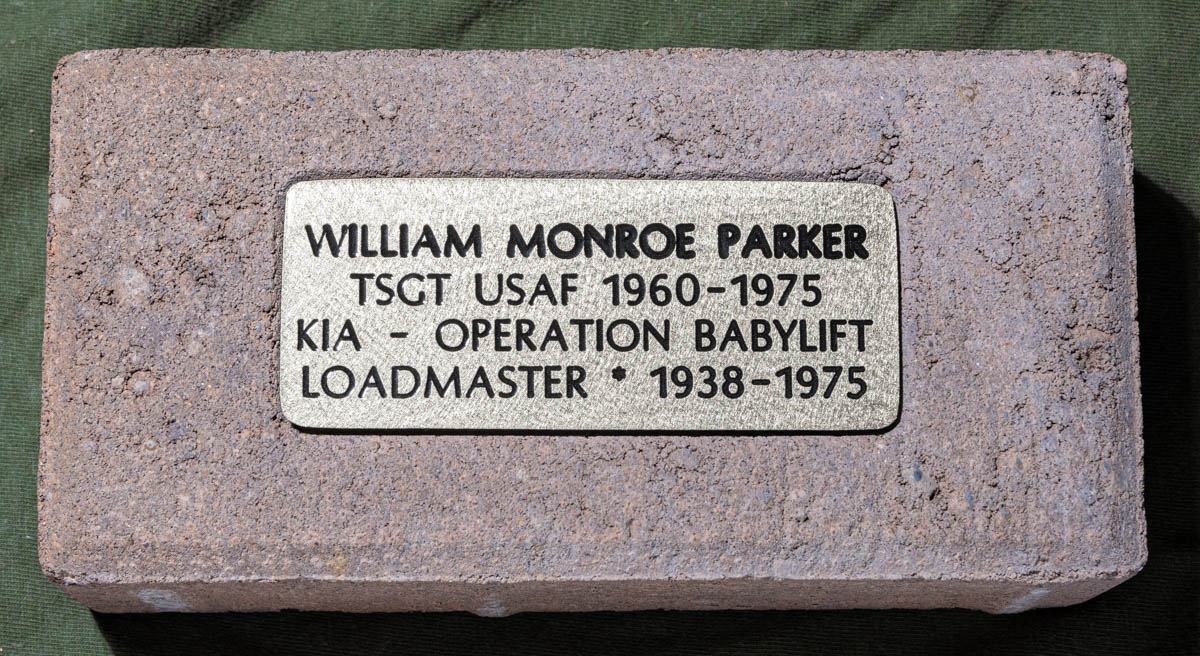 WILLIAM MONROE PARKER
TSGT USAF 1960-1975
KIA - OPERATION BABYLIFT
LOADMASTER * 1938-1975